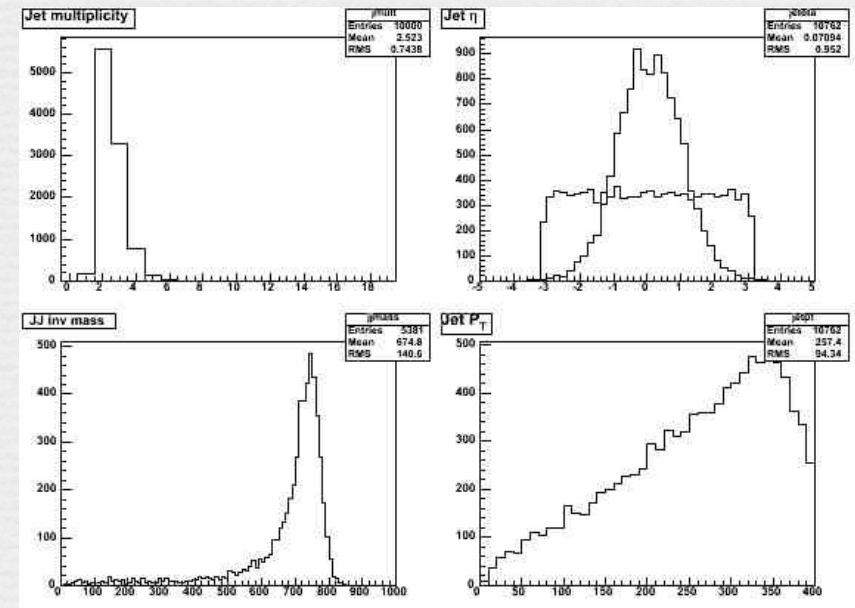 Jet multiplicity
jmult
Entries 10000
Mean 2.523
RMS 0.7438
5000
4000
3000
2000
1000
0
0 2 4 6 8 10 12 14 16 18
Jet η
Entries 10762
Mean 0.07094
RMS 0.952
900
800
700
600
500
400
300
200
100
0
-5 -4 -3 -2 -1 0 1 2 3 4 5
JJ inv mass
jjmass
Entries 5381
Mean 674.8
RMS 140.6
500
400
300
200
100
0
0 100 200 300 400 500 600 700 800 900 1000
Jet PT
jetpt
Entries 10762
Mean 257.4
RMS 94.34
500
400
300
200
100
0
0 50 100 150 200 250 300 350 400